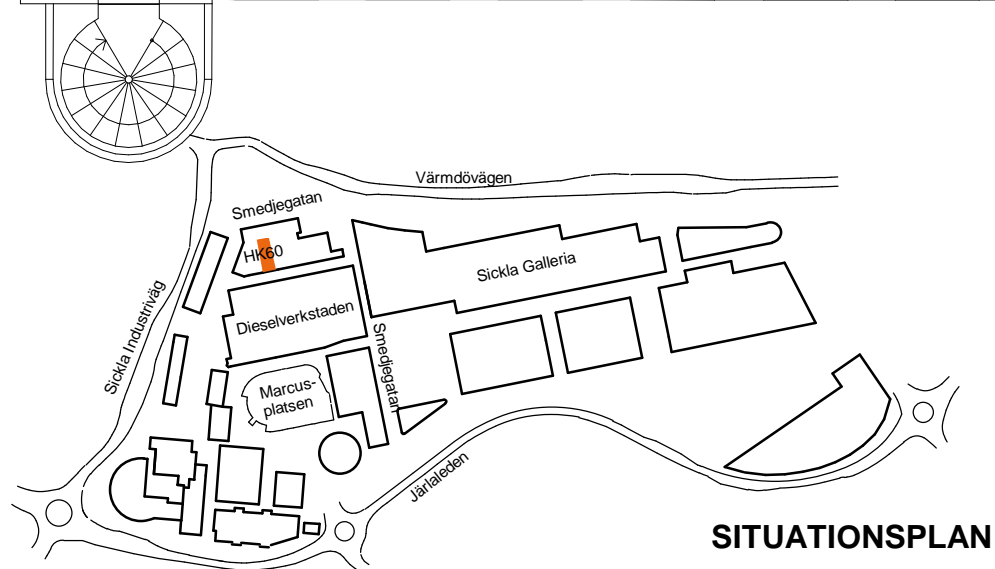 Värmdövägen
Smedjegatan
HK60
Sickla Galleria
Dieselverkstaden
Sickla Industriväg
Smedjegatan
Marcus-
platsen
Järlaleden
SITUATIONSPLAN